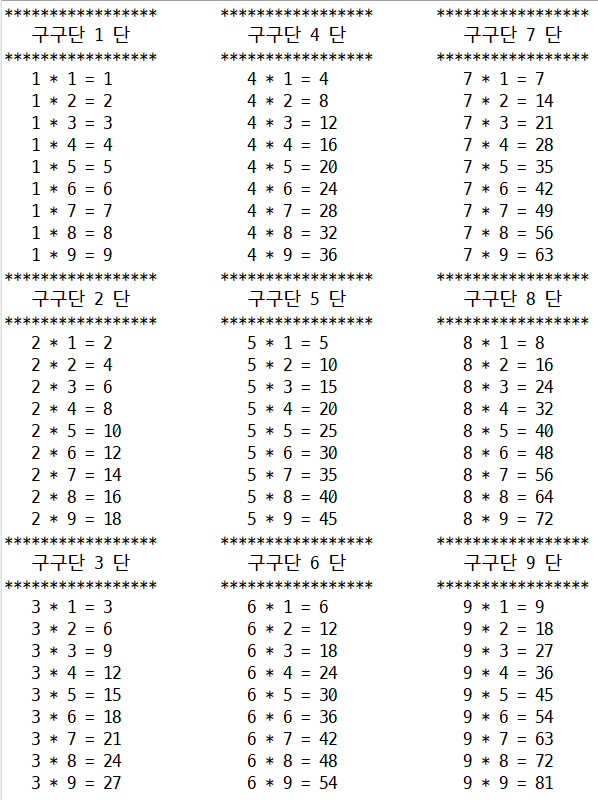 *****************       *****************       *****************
   구구단 1 단             구구단 4 단             구구단 7 단
*****************       *****************       *****************
   1 * 1 = 1               4 * 1 = 4               7 * 1 = 7
   1 * 2 = 2               4 * 2 = 8               7 * 2 = 14
   1 * 3 = 3               4 * 3 = 12              7 * 3 = 21
   1 * 4 = 4               4 * 4 = 16              7 * 4 = 28
   1 * 5 = 5               4 * 5 = 20              7 * 5 = 35
   1 * 6 = 6               4 * 6 = 24              7 * 6 = 42
   1 * 7 = 7               4 * 7 = 28              7 * 7 = 49
   1 * 8 = 8               4 * 8 = 32              7 * 8 = 56
   1 * 9 = 9               4 * 9 = 36              7 * 9 = 63
*****************       *****************       *****************
   구구단 2 단             구구단 5 단             구구단 8 단
*****************       *****************       *****************
   2 * 1 = 2               5 * 1 = 5               8 * 1 = 8
   2 * 2 = 4               5 * 2 = 10              8 * 2 = 16
   2 * 3 = 6               5 * 3 = 15              8 * 3 = 24
   2 * 4 = 8               5 * 4 = 20              8 * 4 = 32
   2 * 5 = 10              5 * 5 = 25              8 * 5 = 40
   2 * 6 = 12              5 * 6 = 30              8 * 6 = 48
   2 * 7 = 14              5 * 7 = 35              8 * 7 = 56
   2 * 8 = 16              5 * 8 = 40              8 * 8 = 64
   2 * 9 = 18              5 * 9 = 45              8 * 9 = 72
*****************       *****************       *****************
   구구단 3 단             구구단 6 단             구구단 9 단
*****************       *****************       *****************
   3 * 1 = 3               6 * 1 = 6               9 * 1 = 9
   3 * 2 = 6               6 * 2 = 12              9 * 2 = 18
   3 * 3 = 9               6 * 3 = 18              9 * 3 = 27
   3 * 4 = 12              6 * 4 = 24              9 * 4 = 36
   3 * 5 = 15              6 * 5 = 30              9 * 5 = 45
   3 * 6 = 18              6 * 6 = 36              9 * 6 = 54
   3 * 7 = 21              6 * 7 = 42              9 * 7 = 63
   3 * 8 = 24              6 * 8 = 48              9 * 8 = 72
   3 * 9 = 27              6 * 9 = 54              9 * 9 = 81